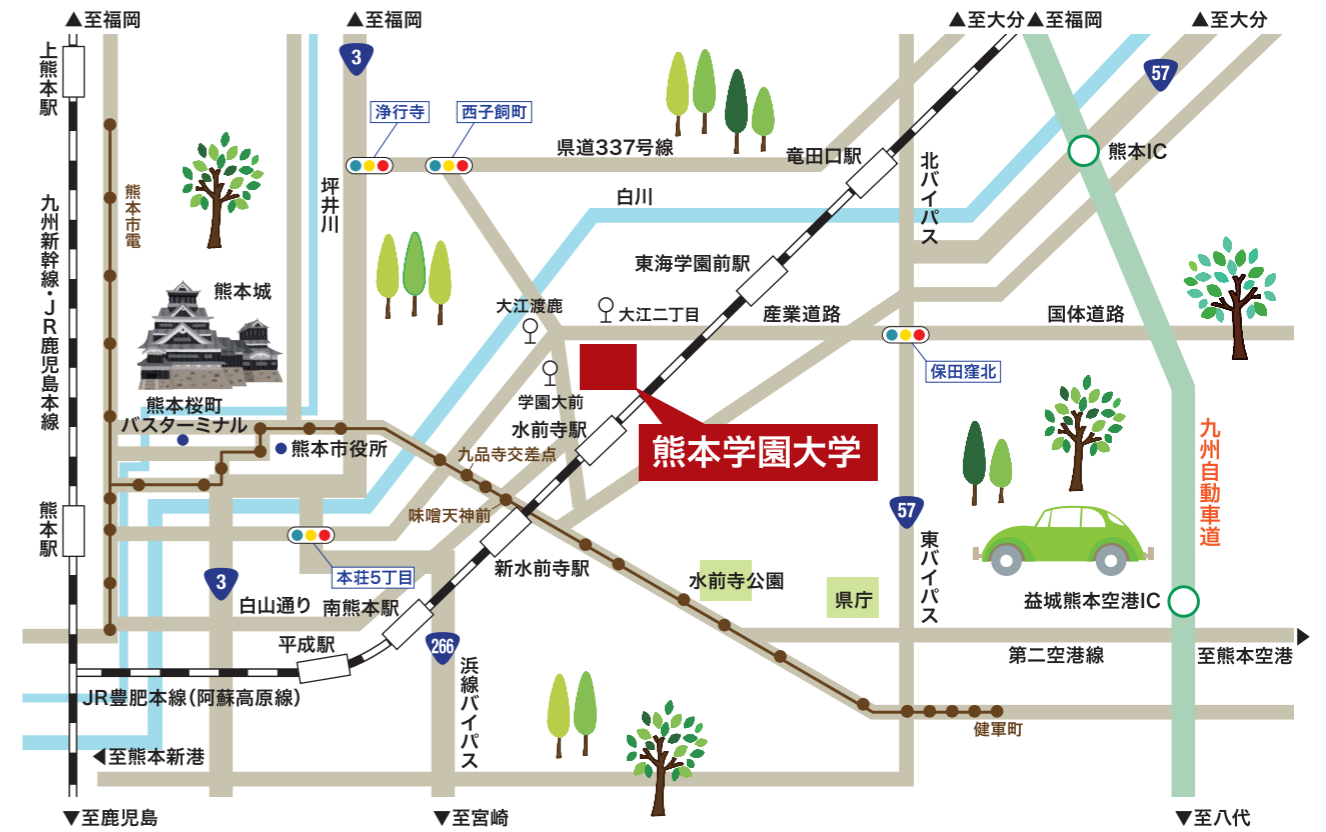 ▲至福岡
▲至福岡
▲至大分
▲至福岡
▲至大分
上熊本駅
3
57
浄行寺
西子飼町
県道337号線
竜田口駅
熊本IC
北バイパス
熊本市電
坪井川
白川
九州新幹線・JR鹿児島本線
東海学園前駅
熊本城
大江渡鹿
大江二丁目
産業道路
国体道路
保田窪北
学園大前
熊本桜町
バスターミナル
水前寺駅
熊本市役所
熊本学園大学
九品寺交差点
九州自動車道
味噌天神前
57
熊本駅
東バイパス
新水前寺駅
本荘5丁目
3
水前寺公園
県庁
益城熊本空港IC
白山通り
南熊本駅
平成駅
266
第二空港線
至熊本空港
▶
浜線バイパス
JR豊肥本線(阿蘇高原線)
健軍町
◀至熊本新港
▼至鹿児島
▼至宮崎
▼至八代